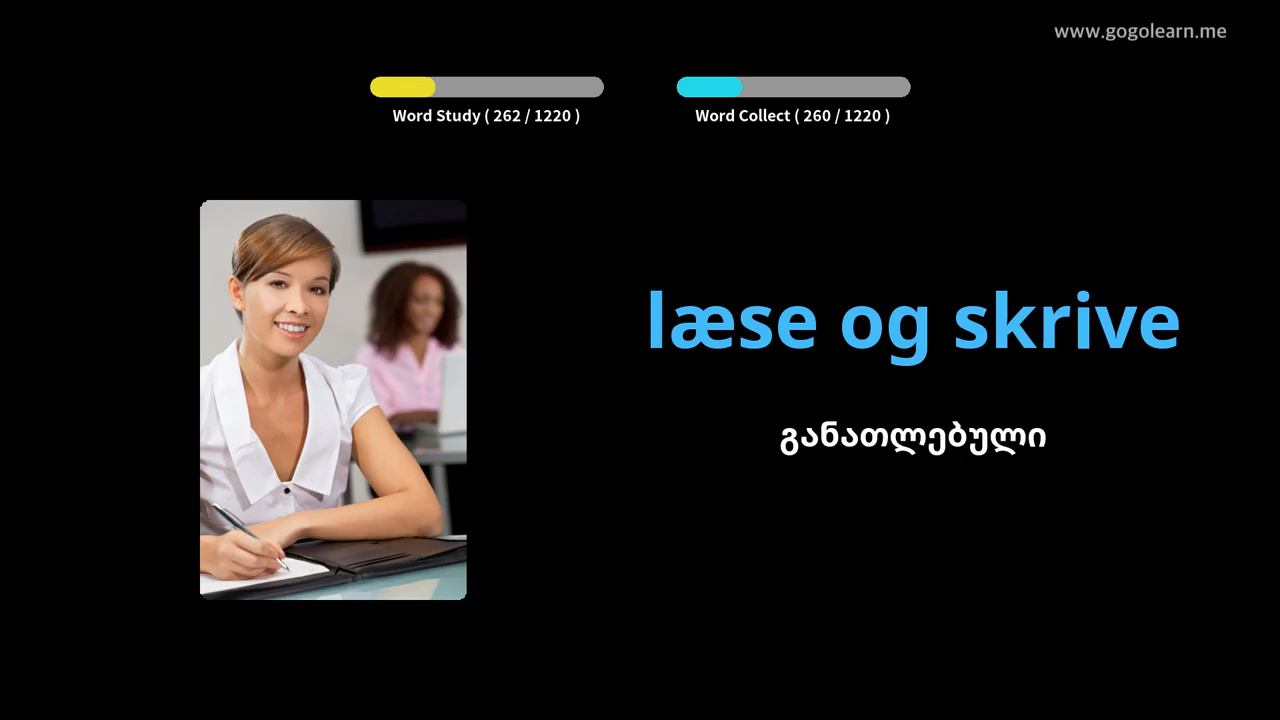 www.gogolearn.me
Word Study ( 262 / 1220 )
Word Collect ( 260 / 1220 )
læse og skrive
განათლებული